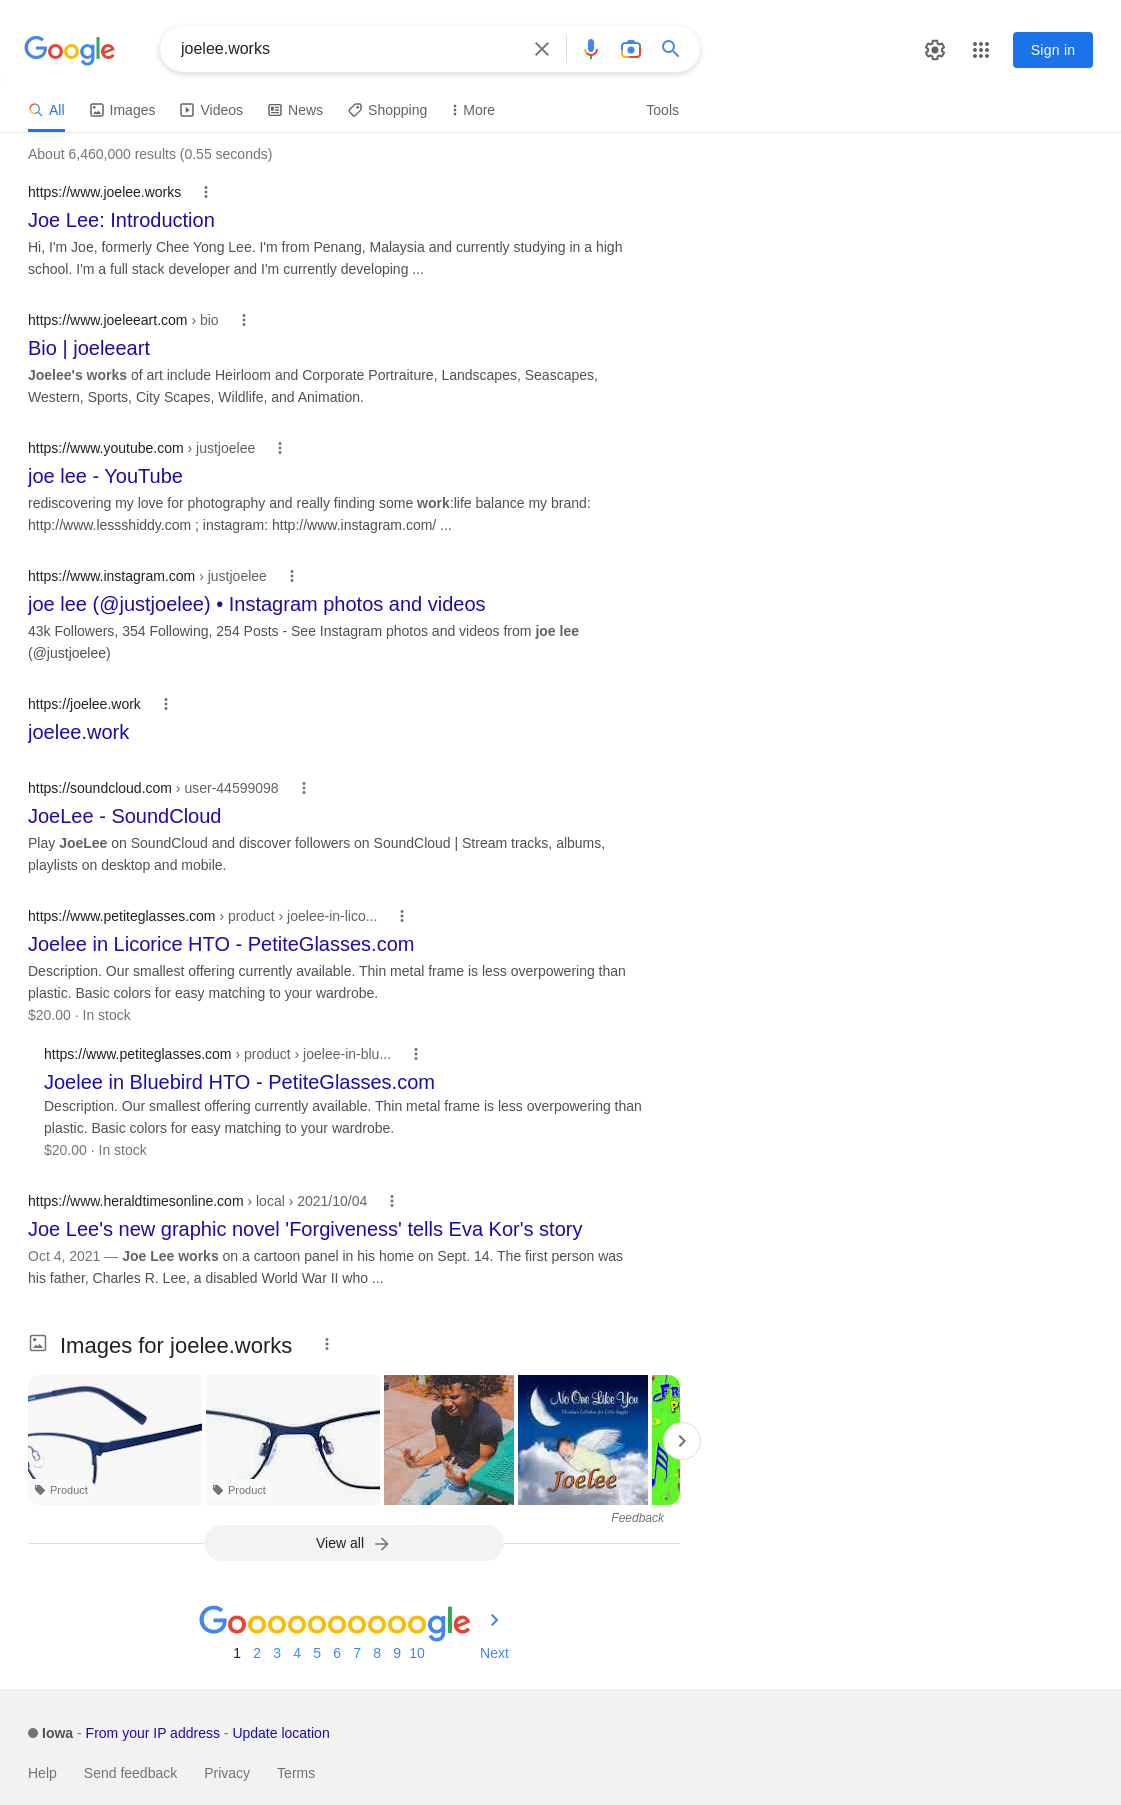 Google
joelee.works
Sign in
All
Images
Videos
News
Shopping
More
Tools
About 6,460,000 results (0.55 seconds)
https://www.joelee.works
Joe Lee: Introduction
Hi, I'm Joe, formerly Chee Yong Lee. I'm from Penang, Malaysia and currently studying in a high
school. I'm a full stack developer and I'm currently developing ...
https://www.joeleeart.com › bio
Bio | joeleeart
Joelee's works of art include Heirloom and Corporate Portraiture, Landscapes, Seascapes,
Western, Sports, City Scapes, Wildlife, and Animation.
https://www.youtube.com › justjoelee
joe lee - YouTube
rediscovering my love for photography and really finding some work:life balance my brand:
http://www.lessshiddy.com ; instagram: http://www.instagram.com/ ...
https://www.instagram.com › justjoelee
joe lee (@justjoelee) • Instagram photos and videos
43k Followers, 354 Following, 254 Posts - See Instagram photos and videos from joe lee
(@justjoelee)
https://joelee.work
joelee.work
https://soundcloud.com › user-44599098
JoeLee - SoundCloud
Play JoeLee on SoundCloud and discover followers on SoundCloud | Stream tracks, albums,
playlists on desktop and mobile.
https://www.petiteglasses.com › product › joelee-in-lico...
Joelee in Licorice HTO - PetiteGlasses.com
Description. Our smallest offering currently available. Thin metal frame is less overpowering than
plastic. Basic colors for easy matching to your wardrobe.
$20.00 · In stock
https://www.petiteglasses.com › product › joelee-in-blu...
Joelee in Bluebird HTO - PetiteGlasses.com
Description. Our smallest offering currently available. Thin metal frame is less overpowering than
plastic. Basic colors for easy matching to your wardrobe.
$20.00 · In stock
https://www.heraldtimesonline.com › local › 2021/10/04
Joe Lee's new graphic novel 'Forgiveness' tells Eva Kor's story
Oct 4, 2021 — Joe Lee works on a cartoon panel in his home on Sept. 14. The first person was
his father, Charles R. Lee, a disabled World War II who ...
Images for joelee.works
Product
Product
No One Like You
Christian Lullabies for Little Angels
Joelee
Feedback
View all
Goooooooooogle
1 2 3 4 5 6 7 8 9 10 Next
Iowa - From your IP address - Update location
Help Send feedback Privacy Terms